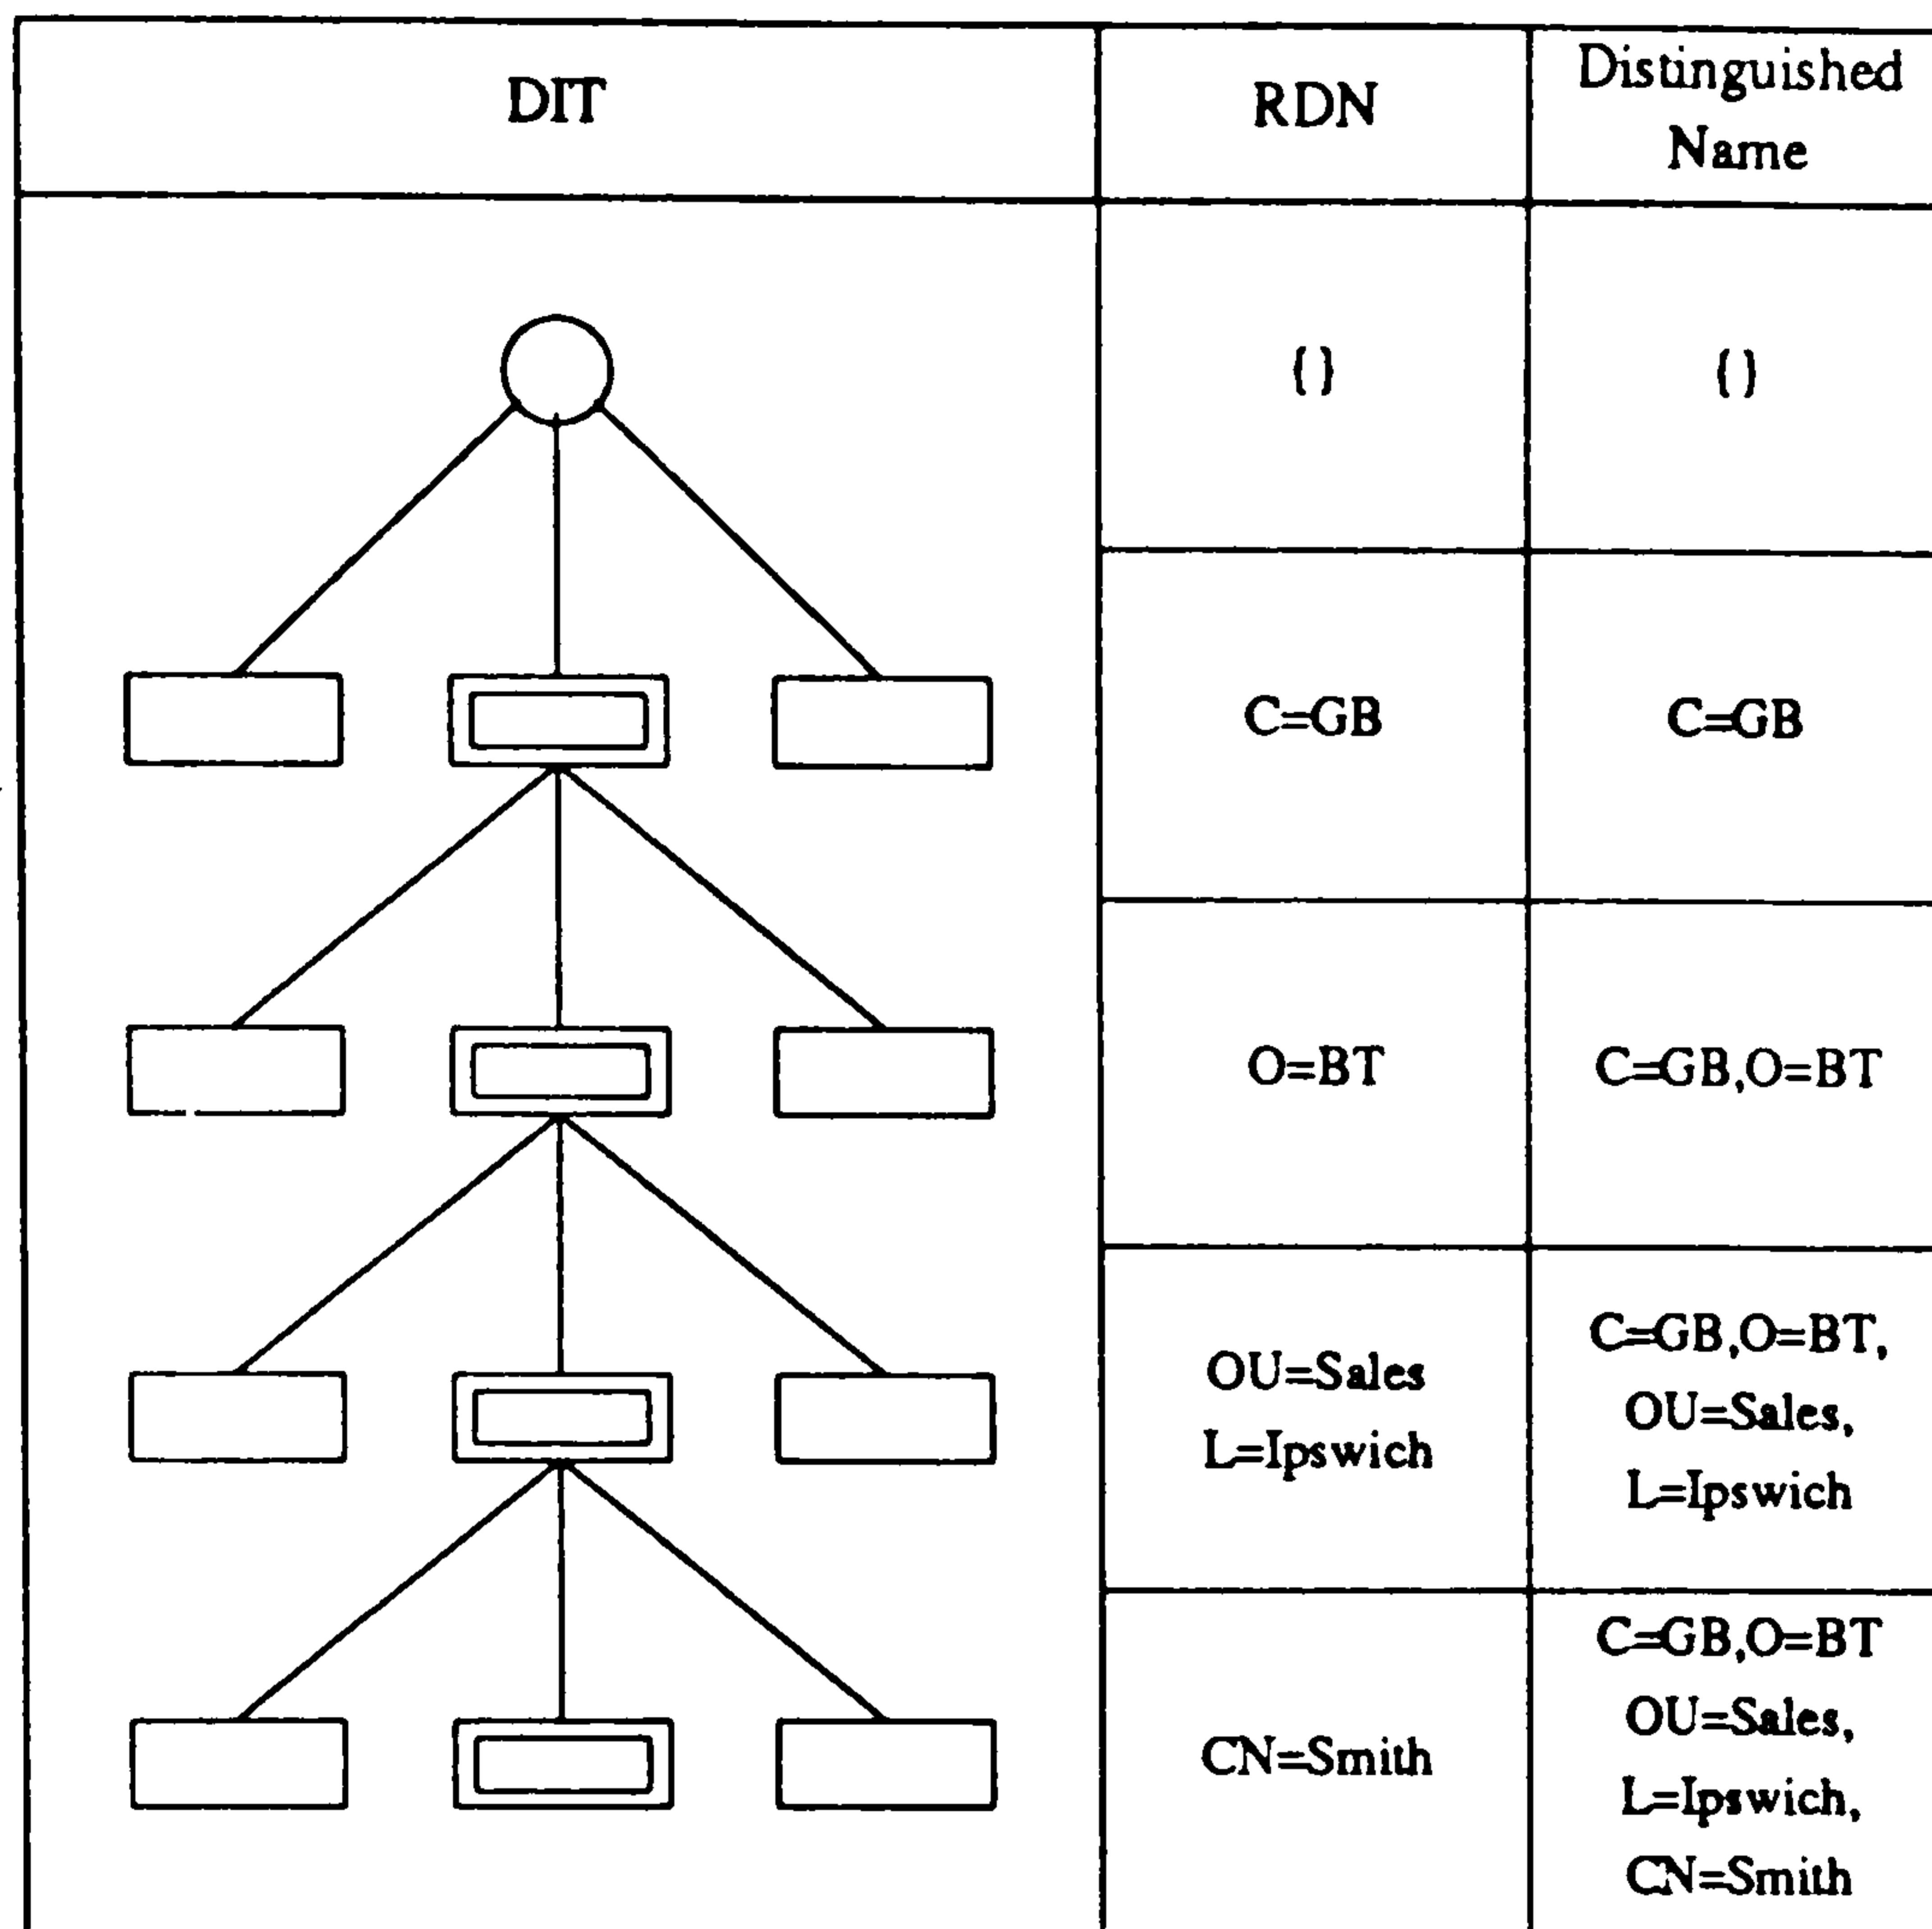 DIT
RDN
Distinguished
Name
{}
{}
C=GB
C=GB
O=BT
C=GB,O=BT
OU=Sales
L=Ipswich
C=GB,O=BT,
OU=Sales,
L=Ipswich
CN=Smith
C=GB,O=BT
OU=Sales,
L=Ipswich,
CN=Smith